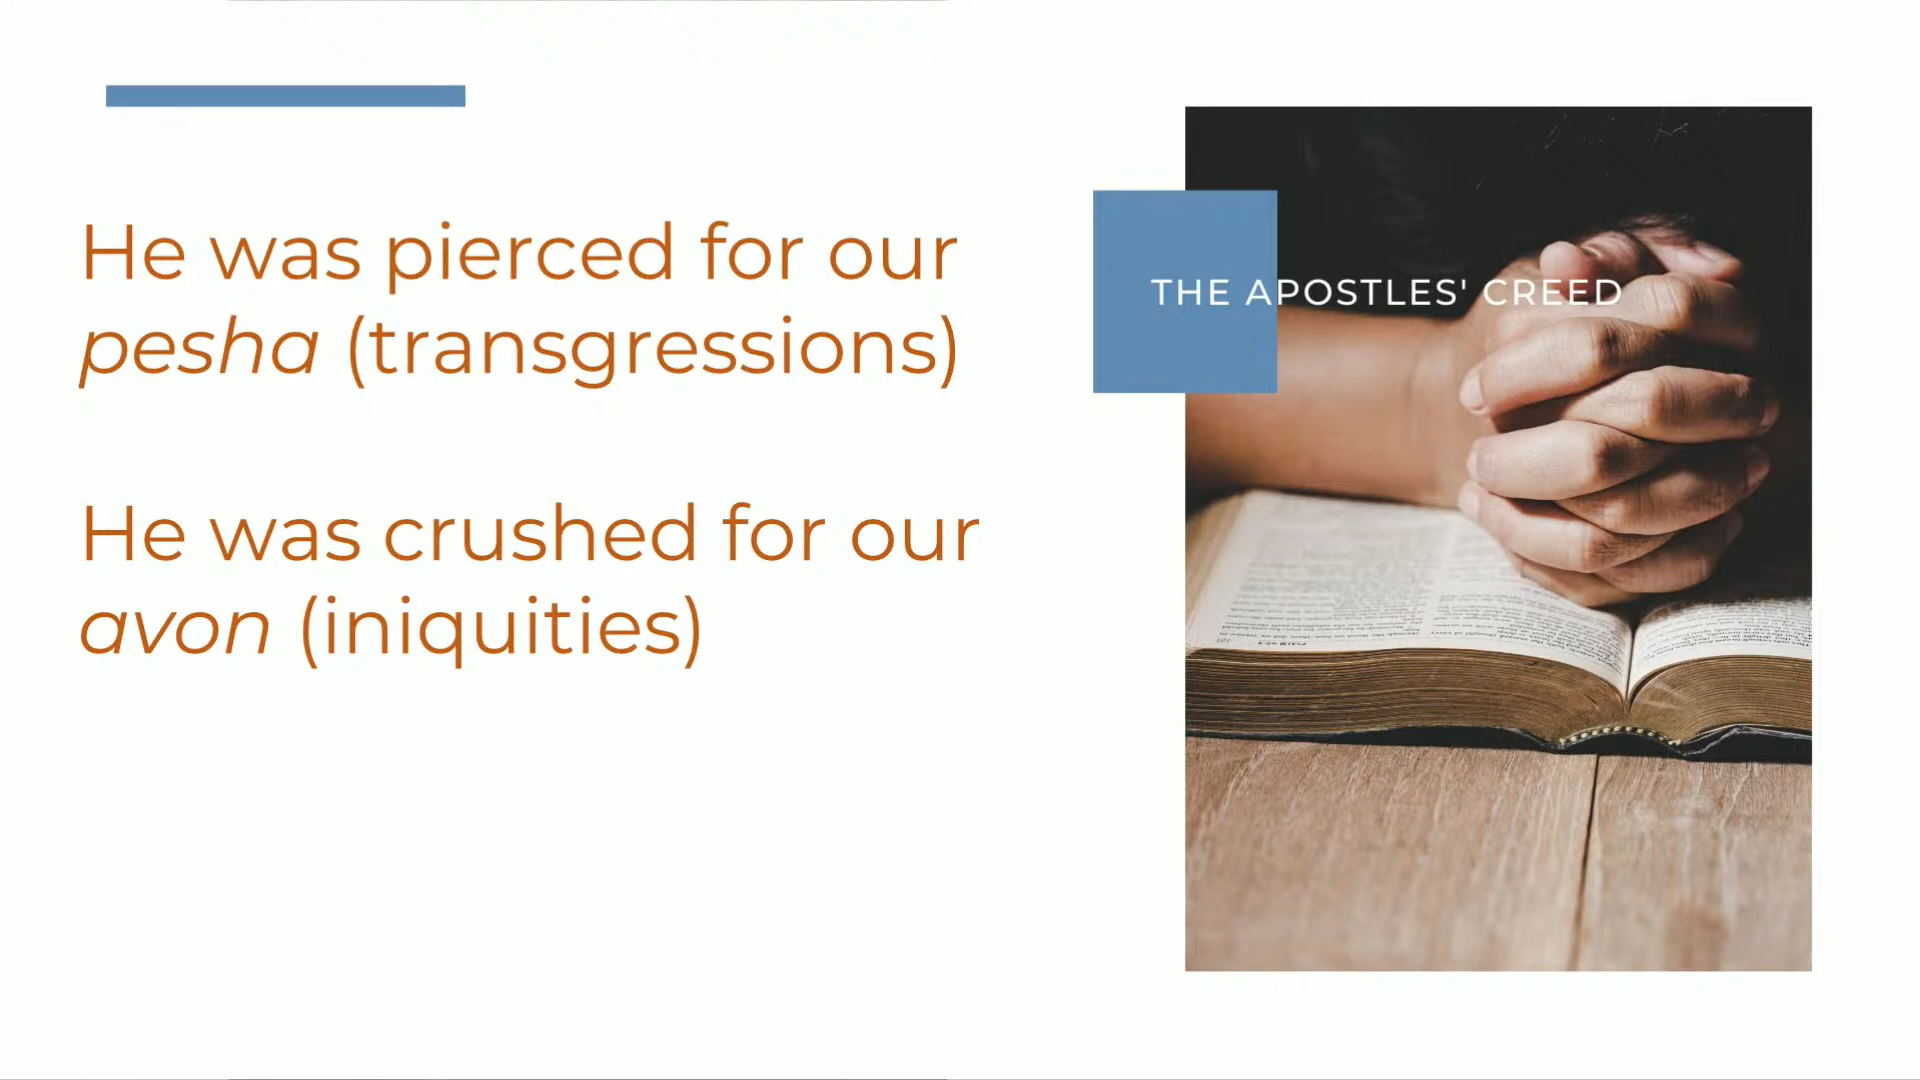 He was pierced for our
pesha (transgressions)
He was crushed for our
avon (iniquities)
THE APOSTLES' CREED